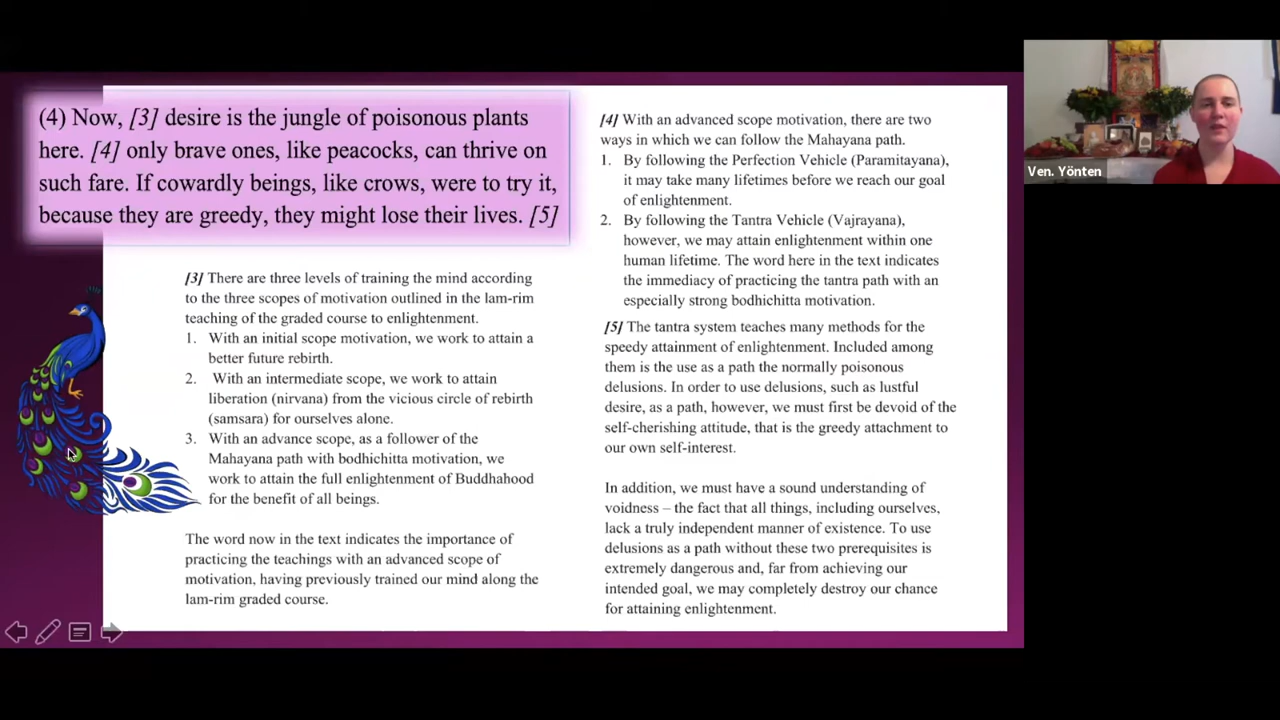 (4) Now, [3] desire is the jungle of poisonous plants
here. [4] only brave ones, like peacocks, can thrive on
such fare. If cowardly beings, like crows, were to try it,
because they are greedy, they might lose their lives. [5]
[3] There are three levels of training the mind according
to the three scopes of motivation outlined in the lam-rim
teaching of the graded course to enlightenment.
1. With an initial scope motivation, we work to attain a
better future rebirth.
2. With an intermediate scope, we work to attain
liberation (nirvana) from the vicious circle of rebirth
(samsara) for ourselves alone.
3. With an advance scope, as a follower of the
Mahayana path with bodhichitta motivation, we
work to attain the full enlightenment of Buddhahood
for the benefit of all beings.
The word now in the text indicates the importance of
practicing the teachings with an advanced scope of
motivation, having previously trained our mind along the
lam-rim graded course.
[4] With an advanced scope motivation, there are two
ways in which we can follow the Mahayana path.
1. By following the Perfection Vehicle (Paramitayana),
it may take many lifetimes before we reach our goal
of enlightenment.
2. By following the Tantra Vehicle (Vajrayana),
however, we may attain enlightenment within one
human lifetime. The word here in the text indicates
the immediacy of practicing the tantra path with an
especially strong bodhichitta motivation.
[5] The tantra system teaches many methods for the
speedy attainment of enlightenment. Included among
them is the use as a path the normally poisonous
delusions. In order to use delusions, such as lustful
desire, as a path, however, we must first be devoid of the
self-cherishing attitude, that is the greedy attachment to
our own self-interest.
In addition, we must have a sound understanding of
voidness – the fact that all things, including ourselves,
lack a truly independent manner of existence. To use
delusions as a path without these two prerequisites is
extremely dangerous and, far from achieving our
intended goal, we may completely destroy our chance
for attaining enlightenment.
Ven. Yönten